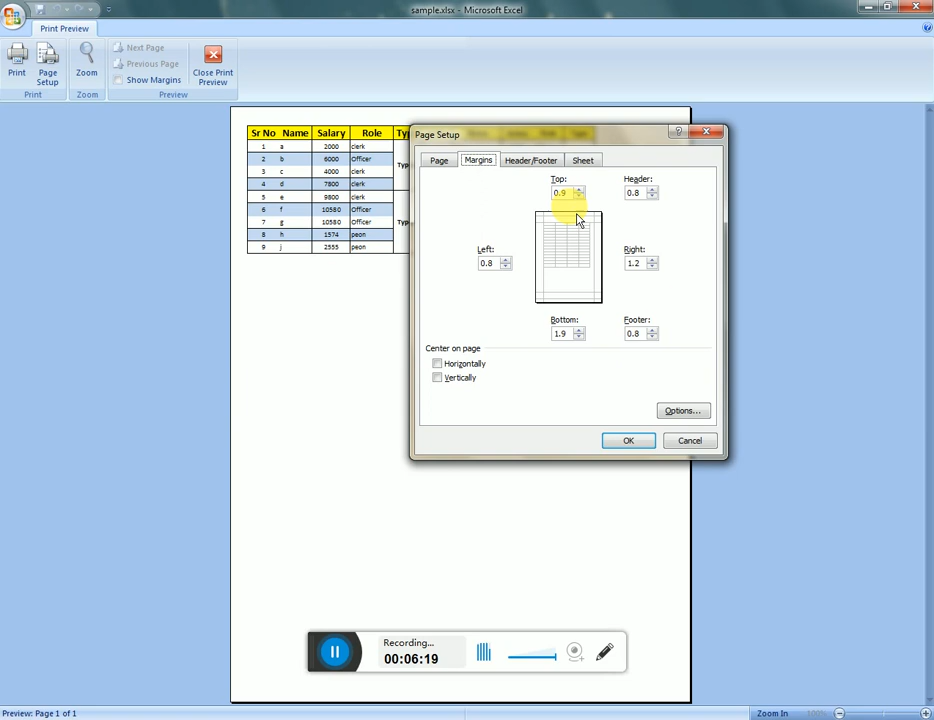 sample.xlsx - Microsoft Excel
Print Preview
Print
Page Setup
Zoom
Next Page
Previous Page
Show Margins
Close Print Preview
Print
Zoom
Preview
Sr No Name Salary Role
1 a 2000 clerk
2 b 6000 Officer
3 c 4000 clerk
4 d 7800 clerk
5 e 9800 clerk
6 f 10580 Officer
7 g 10580 Officer
8 h 1574 peon
9 j 2555 peon
Page Setup
Page Margins Header/Footer Sheet
Top: Header:
0.9 0.8
Left: Right:
0.8 1.2
Bottom: Footer:
1.9 0.8
Center on page
Horizontally
Vertically
Options...
OK Cancel
Recording...
00:06:19
Preview: Page 1 of 1
Zoom In 100%